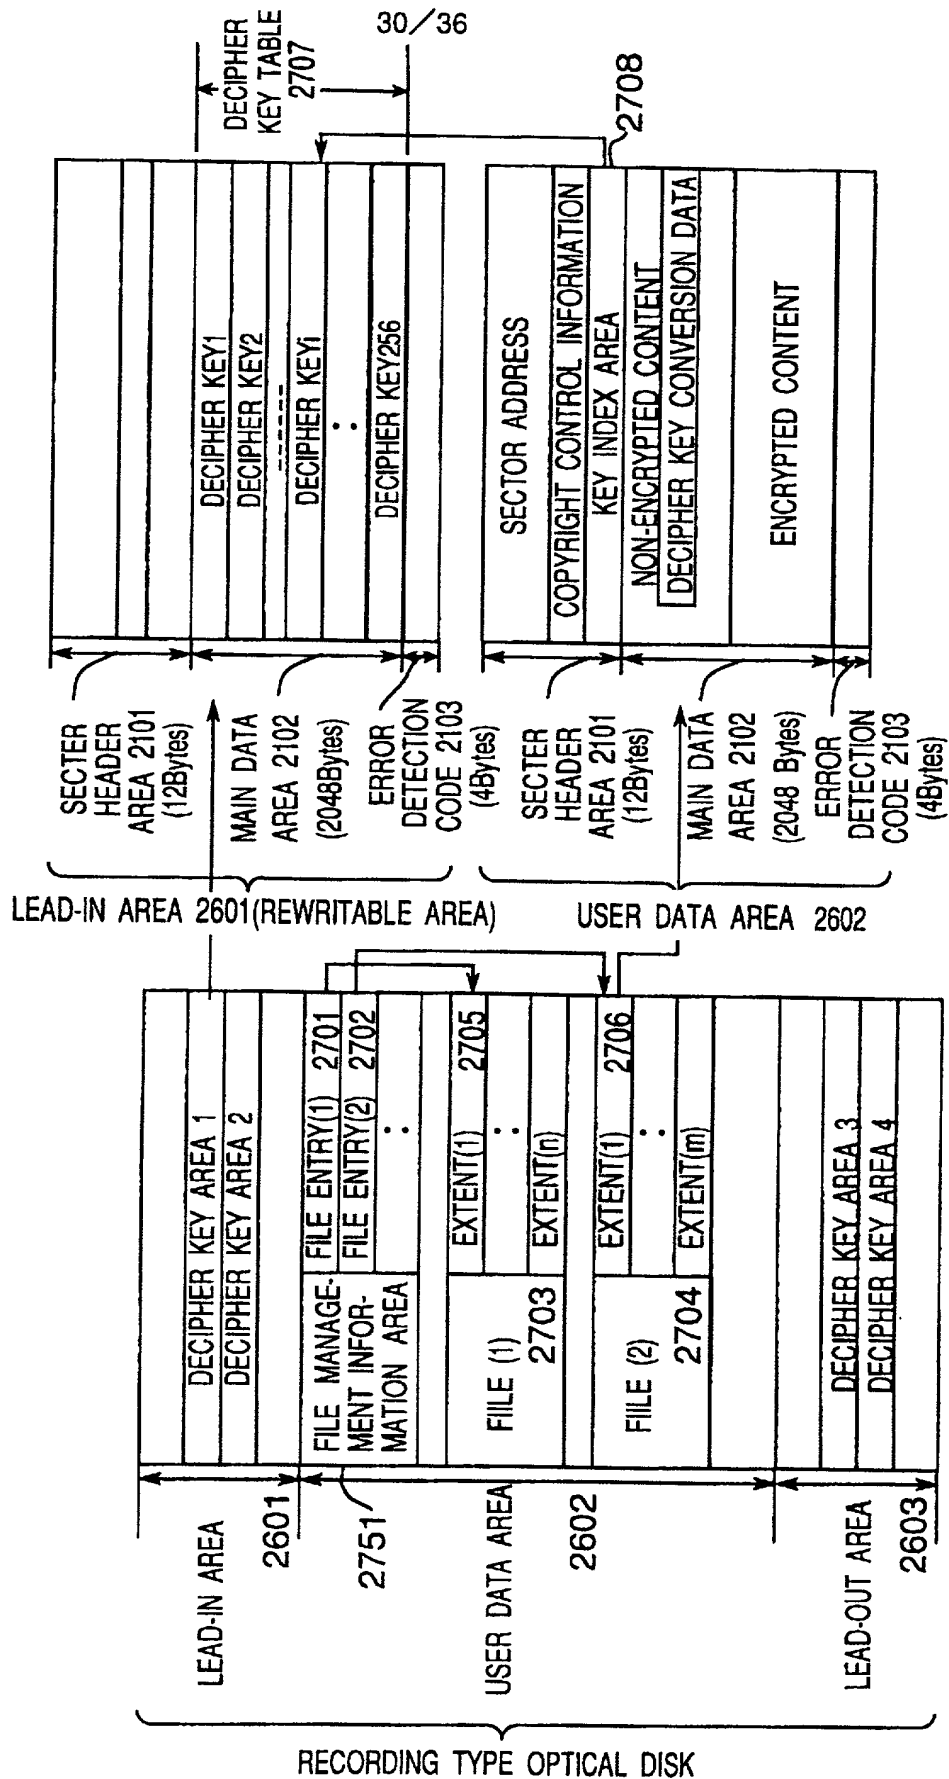 30/36
RECORDING TYPE OPTICAL DISK
LEAD-IN AREA
2601
2751
USER DATA AREA
2602
LEAD-OUT AREA
2603
DECIPHER KEY AREA 1
DECIPHER KEY AREA 2
FILE MANAGE-
MENT INFOR-
MATION AREA
FILE ENTRY(1) 2701
FILE ENTRY(2) 2702
:
FIILE (1)
2703
EXTENT(1) 2705
:
EXTENT(n)
FIILE (2)
2704
EXTENT(1) 2706
:
EXTENT(m)
DECIPHER KEY AREA 3
DECIPHER KEY AREA 4
LEAD-IN AREA 2601(REWRITABLE AREA)
SECTER
HEADER
AREA 2101
(12Bytes)
MAIN DATA
AREA 2102
(2048Bytes)
ERROR
DETECTION
CODE 2103
(4Bytes)
DECIPHER KEY1
DECIPHER KEY2
------
DECIPHER KEYi
:
DECIPHER KEY256
DECIPHER
KEY TABLE
2707
USER DATA AREA 2602
SECTER
HEADER
AREA 2101
(12Bytes)
MAIN DATA
AREA 2102
(2048 Bytes)
ERROR
DETECTION
CODE 2103
(4Bytes)
SECTOR ADDRESS
COPYRIGHT CONTROL INFORMATION
KEY INDEX AREA
2708
NON-ENCRYPTED CONTENT
DECIPHER KEY CONVERSION DATA
ENCRYPTED CONTENT